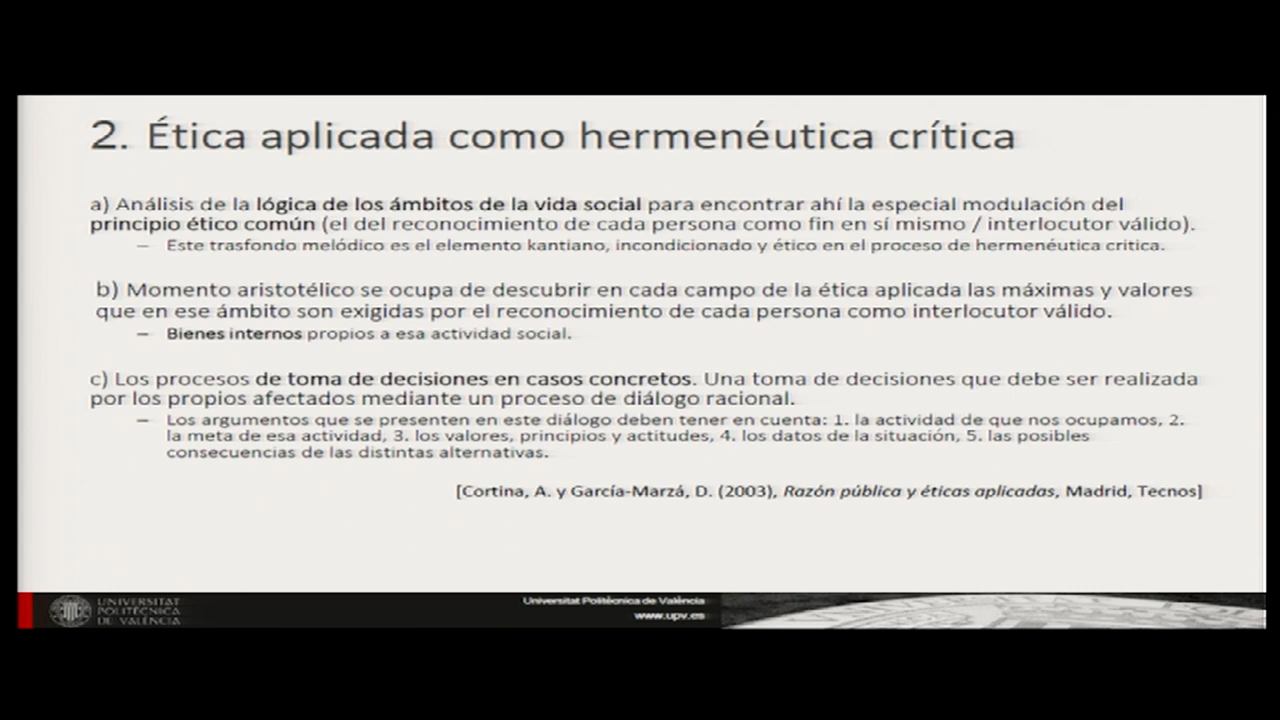 2. Ética aplicada como hermenéutica crítica
a) Análisis de la lógica de los ámbitos de la vida social para encontrar ahí la especial modulación del
principio ético común (el del reconocimiento de cada persona como fin en sí mismo / interlocutor válido).
– Este trasfondo melódico es el elemento kantiano, incondicionado y ético en el proceso de hermenéutica critica.
b) Momento aristotélico se ocupa de descubrir en cada campo de la ética aplicada las máximas y valores
que en ese ámbito son exigidas por el reconocimiento de cada persona como interlocutor válido.
– Bienes internos propios a esa actividad social.
c) Los procesos de toma de decisiones en casos concretos. Una toma de decisiones que debe ser realizada
por los propios afectados mediante un proceso de diálogo racional.
– Los argumentos que se presenten en este diálogo deben tener en cuenta: 1. la actividad de que nos ocupamos, 2.
la meta de esa actividad, 3. los valores, principios y actitudes, 4. los datos de la situación, 5. las posibles
consecuencias de las distintas alternativas.
[Cortina, A. y García-Marzá, D. (2003), Razón pública y éticas aplicadas, Madrid, Tecnos]
UNIVERSITAT
POLITÈCNICA
DE VALÈNCIA
Universitat Politècnica de València
www.upv.es